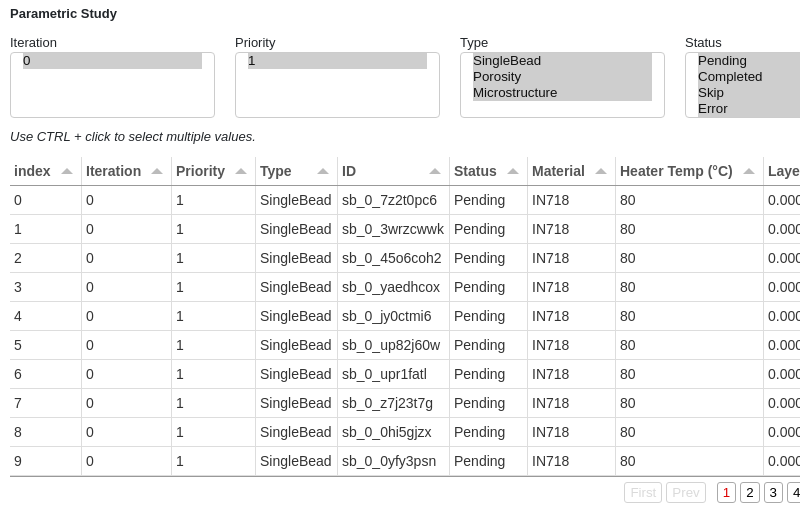 Parametric Study
Iteration Priority Type Status
0 1 SingleBead Pending
Porosity Completed
Microstructure Skip
Error
Use CTRL + click to select multiple values.
index Iteration Priority Type ID Status Material Heater Temp (°C) Laye
0 0 1 SingleBead sb_0_7z2t0pc6 Pending IN718 80 0.000
1 0 1 SingleBead sb_0_3wrzcwwk Pending IN718 80 0.000
2 0 1 SingleBead sb_0_45o6coh2 Pending IN718 80 0.000
3 0 1 SingleBead sb_0_yaedhcox Pending IN718 80 0.000
4 0 1 SingleBead sb_0_jy0ctmi6 Pending IN718 80 0.000
5 0 1 SingleBead sb_0_up82j60w Pending IN718 80 0.000
6 0 1 SingleBead sb_0_upr1fatl Pending IN718 80 0.000
7 0 1 SingleBead sb_0_z7j23t7g Pending IN718 80 0.000
8 0 1 SingleBead sb_0_0hi5gjzx Pending IN718 80 0.000
9 0 1 SingleBead sb_0_0yfy3psn Pending IN718 80 0.000
First Prev 1 2 3 4